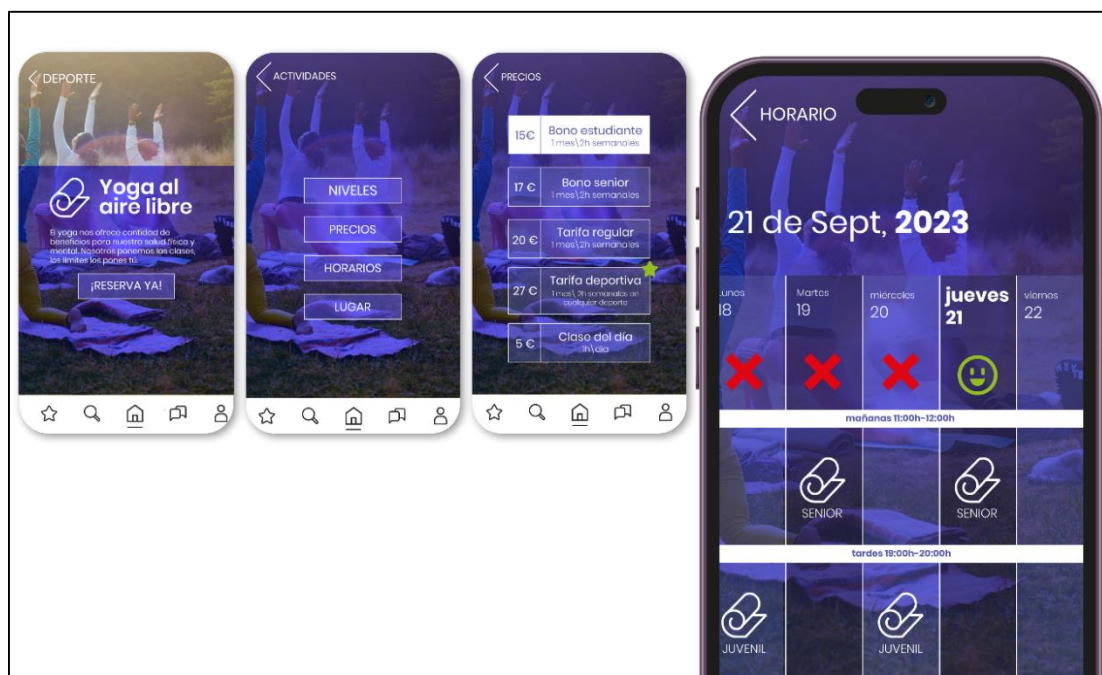 DEPORTE
Yoga al
aire libre
El yoga nos ofrece cantidad de
beneficios para nuestra salud física y
mental. Nosotros ponemos las clases,
los límites los pones tú.
¡RESERVA YA!
ACTIVIDADES
NIVELES
PRECIOS
HORARIOS
LUGAR
PRECIOS
15€ Bono estudiante
1 mes\2h semanales
17 € Bono senior
1 mes\2h semanales
20 € Tarifa regular
1 mes\2h semanales
27 € Tarifa deportiva
1 mes\ 2h semanales en
cualquier deporte
5 € Clase del día
1h\día
HORARIO
21 de Sept, 2023
Lunes Martes miércoles jueves viernes
18 19 20 21 22
mañanas 11:00h-12:00h
SENIOR SENIOR
tardes 19:00h-20:00h
JUVENIL JUVENIL